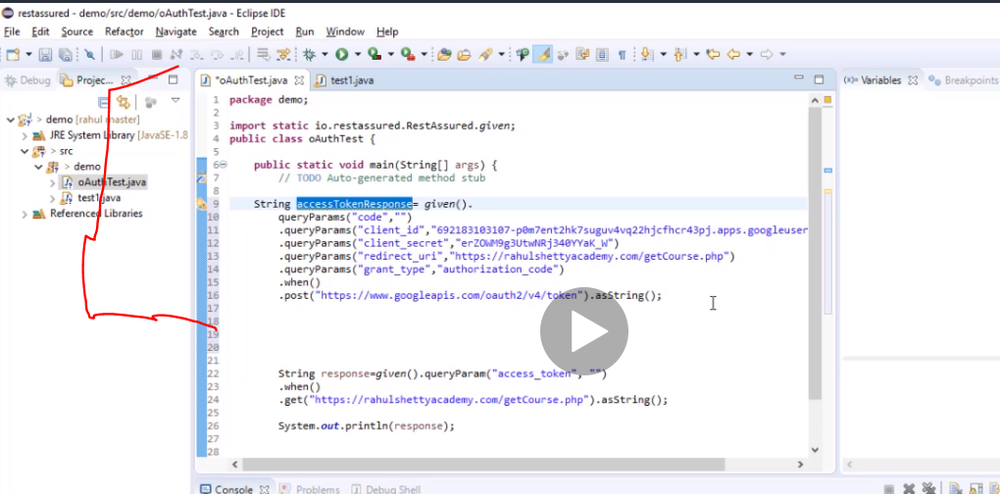 restassured - demo/src/demo/oAuthTest.java - Eclipse IDE
File Edit Source Refactor Navigate Search Project Run Window Help
Debug Projec... *oAuthTest.java test1.java (x)= Variables Breakpoints
demo [rahul master]
JRE System Library [JavaSE-1.8
src
demo
oAuthTest.java
test1.java
Referenced Libraries
1 package demo;
2
3 import static io.restassured.RestAssured.given;
4 public class oAuthTest {
5
6 public static void main(String[] args) {
7 // TODO Auto-generated method stub
8
9 String accessTokenResponse= given().
10 queryParams("code","")
11 .queryParams("client_id","692183103107-p0m7ent2hk7suguv4vq22hjcfhcr43pj.apps.googleuser
12 .queryParams("client_secret","erZOWM9g3UtwNRj340YYaK_W")
13 .queryParams("redirect_uri","https://rahulshettyacademy.com/getCourse.php")
14 .queryParams("grant_type","authorization_code")
15 .when()
16 .post("https://www.googleapis.com/oauth2/v4/token").asString();
17
18
19
20
21
22 String response=given().queryParam("access_token", "")
23 .when()
24 .get("https://rahulshettyacademy.com/getCourse.php").asString();
25
26 System.out.println(response);
27
28
Console Problems Debug Shell